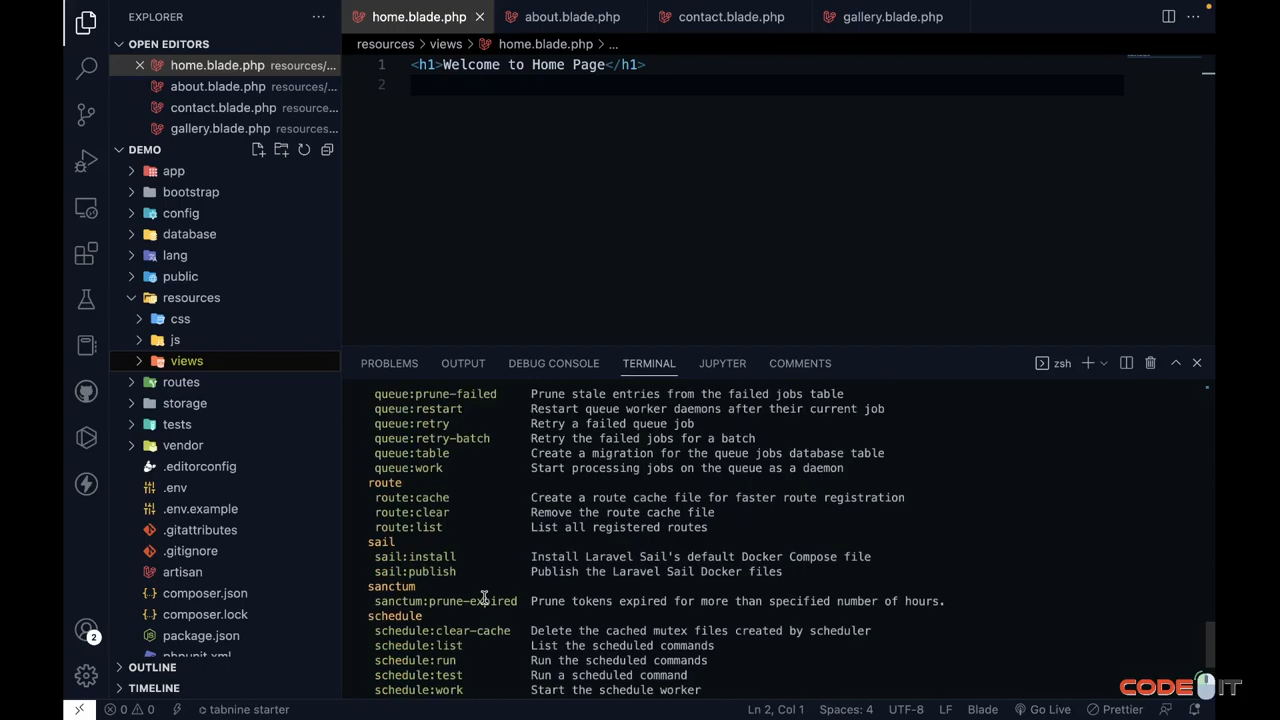 EXPLORER
home.blade.php
about.blade.php
contact.blade.php
gallery.blade.php
OPEN EDITORS
resources > views > home.blade.php > ...
home.blade.php resources/...
about.blade.php resources/...
contact.blade.php resource...
gallery.blade.php resources...
1 <h1>Welcome to Home Page</h1>
2
DEMO
app
bootstrap
config
database
lang
public
resources
css
js
views
routes
storage
tests
vendor
.editorconfig
.env
.env.example
.gitattributes
.gitignore
artisan
composer.json
composer.lock
package.json
phpunit.xml
OUTLINE
TIMELINE
2
PROBLEMS OUTPUT DEBUG CONSOLE TERMINAL JUPYTER COMMENTS
zsh
queue:prune-failed Prune stale entries from the failed jobs table
queue:restart Restart queue worker daemons after their current job
queue:retry Retry a failed queue job
queue:retry-batch Retry the failed jobs for a batch
queue:table Create a migration for the queue jobs database table
queue:work Start processing jobs on the queue as a daemon
route
route:cache Create a route cache file for faster route registration
route:clear Remove the route cache file
route:list List all registered routes
sail
sail:install Install Laravel Sail's default Docker Compose file
sail:publish Publish the Laravel Sail Docker files
sanctum
sanctum:prune-expired Prune tokens expired for more than specified number of hours.
schedule
schedule:clear-cache Delete the cached mutex files created by scheduler
schedule:list List the scheduled commands
schedule:run Run the scheduled commands
schedule:test Run a scheduled command
schedule:work Start the schedule worker
CODE IT
0 0 tabnine starter
Ln 2, Col 1 Spaces: 4 UTF-8 LF Blade Go Live Prettier